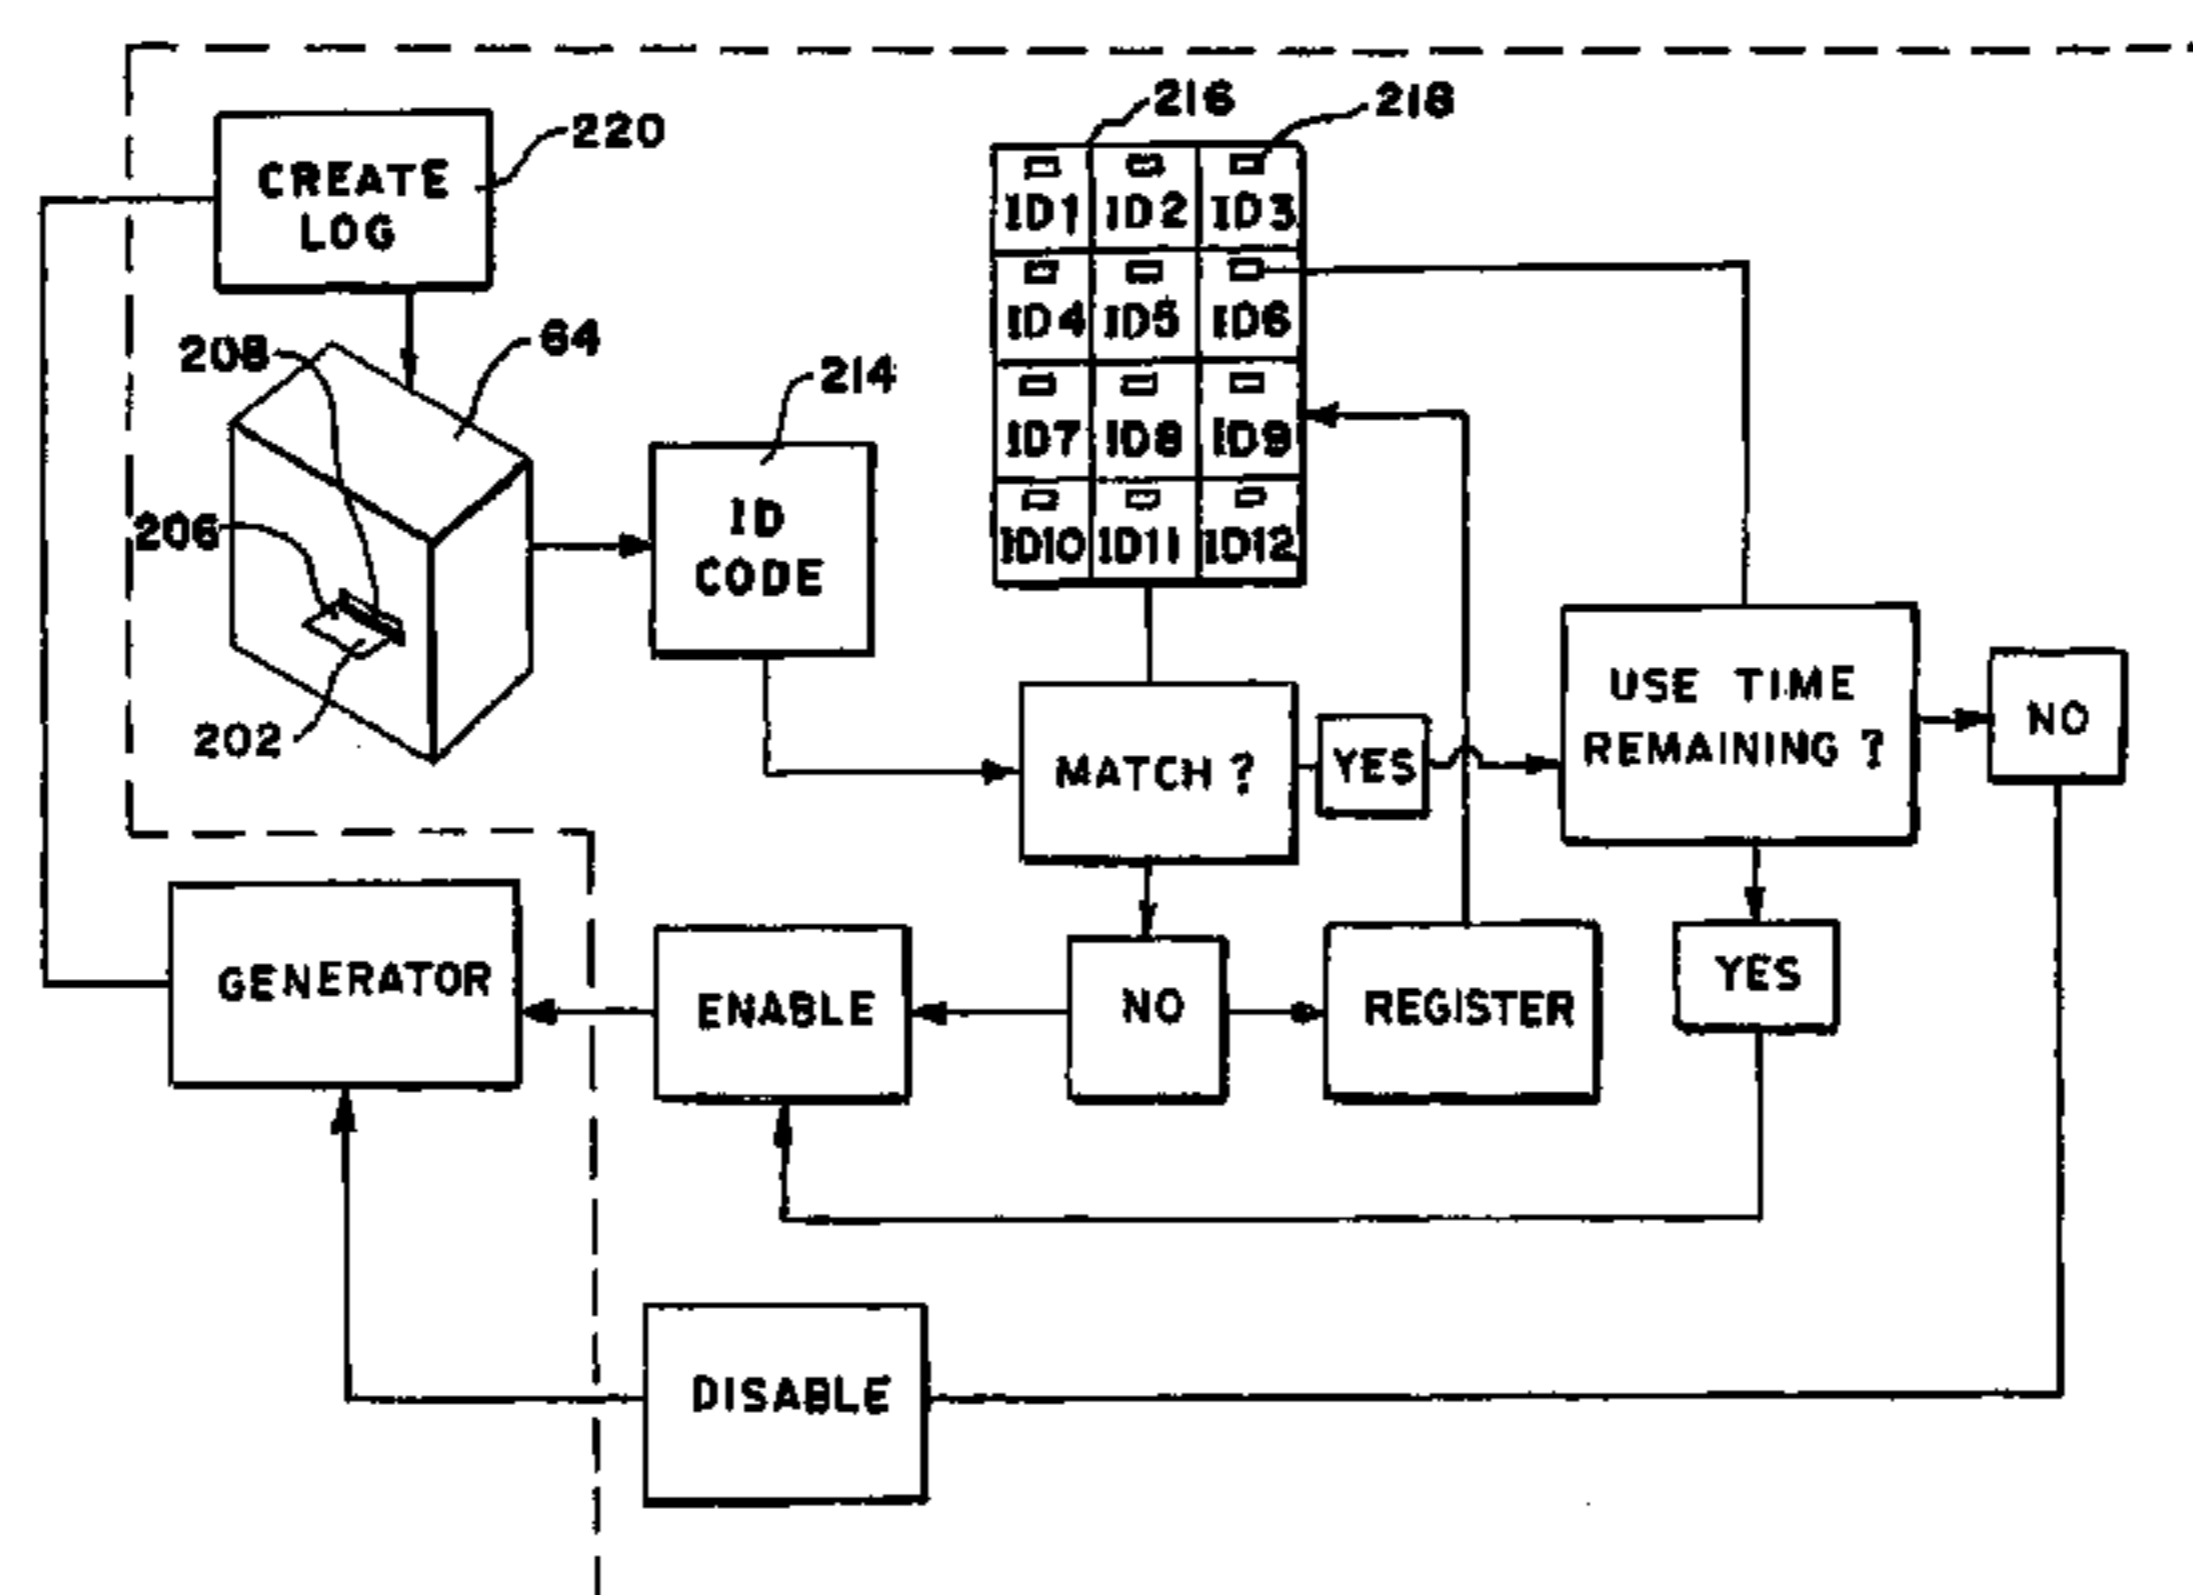 216
218
220
CREATE
LOG
ID1 ID2 ID3
ID4 ID5 ID6
ID7 ID8 ID9
ID10 ID11 ID12
208
64
214
206
ID
CODE
202
MATCH ?
YES
USE TIME
REMAINING ?
NO
GENERATOR
ENABLE
NO
REGISTER
YES
DISABLE